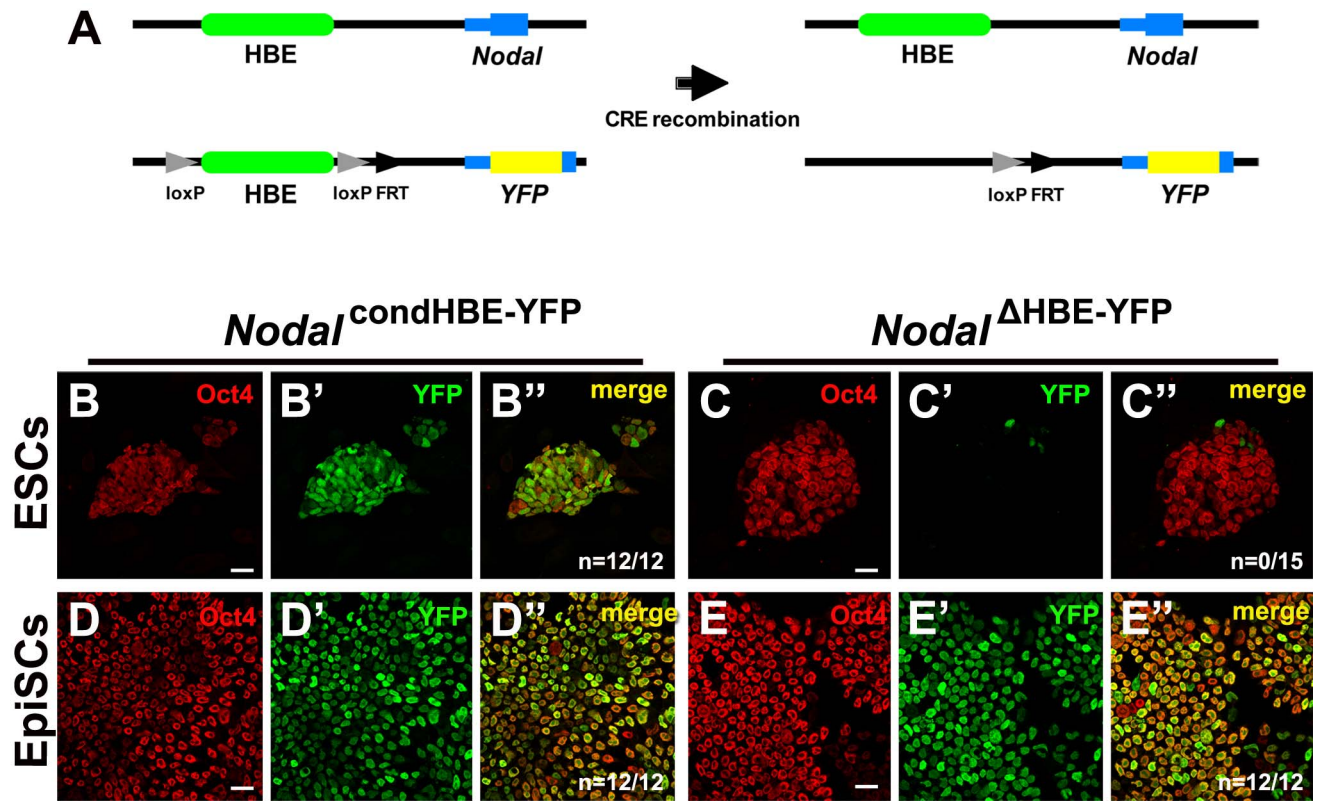 A
HBE Nodal HBE Nodal
CRE recombination
loxP HBE loxP FRT YFP loxP FRT YFP
Nodal condHBE-YFP Nodal ΔHBE-YFP
ESCs
B Oct4 B’ YFP B’’ merge n=12/12 C Oct4 C’ YFP C’’ merge n=0/15
EpiSCs
D Oct4 D’ YFP D’’ merge n=12/12 E Oct4 E’ YFP E’’ merge n=12/12